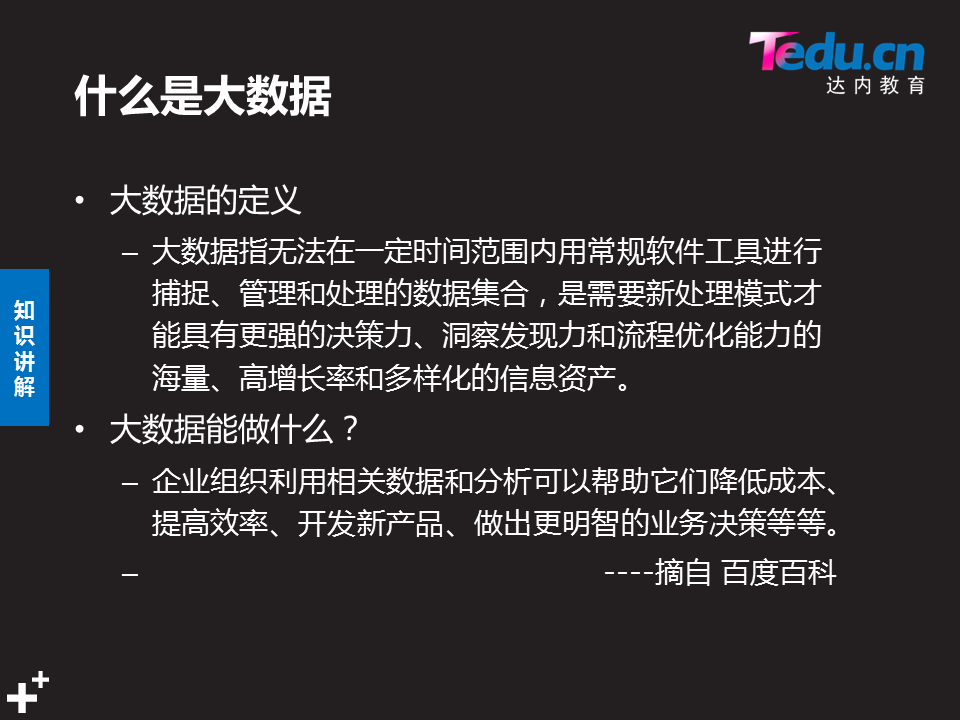 Tedu.cn
达内教育
什么是大数据
• 大数据的定义
– 大数据指无法在一定时间范围内用常规软件工具进行
捕捉、管理和处理的数据集合，是需要新处理模式才
能具有更强的决策力、洞察发现力和流程优化能力的
海量、高增长率和多样化的信息资产。
知识讲解
• 大数据能做什么？
– 企业组织利用相关数据和分析可以帮助它们降低成本、
提高效率、开发新产品、做出更明智的业务决策等等。
– ----摘自 百度百科